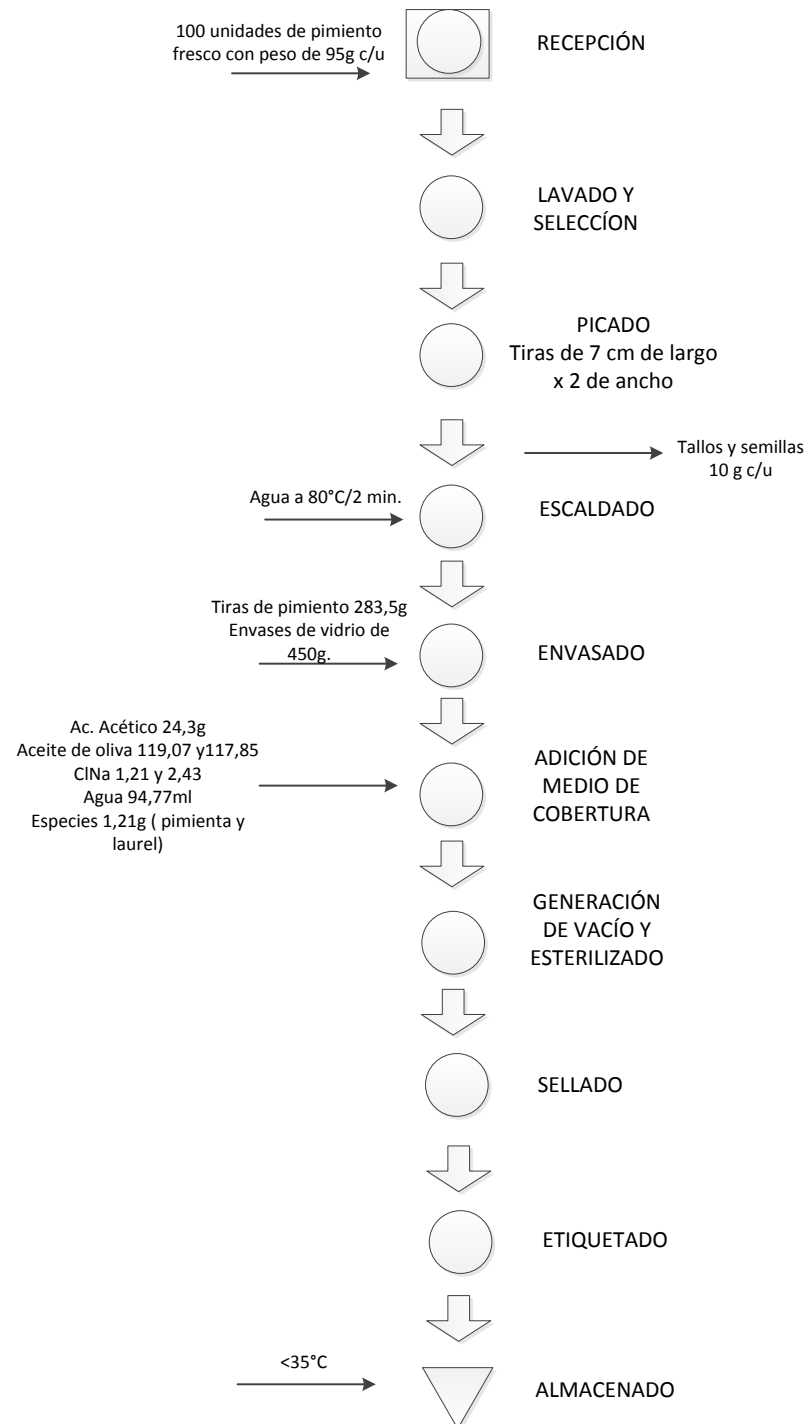 100 unidades de pimiento
fresco con peso de 95g c/u
RECEPCIÓN
LAVADO Y
SELECCÍON
PICADO
Tiras de 7 cm de largo
x 2 de ancho
Tallos y semillas
10 g c/u
Agua a 80°C/2 min.
ESCALDADO
Tiras de pimiento 283,5g
Envases de vidrio de
450g.
ENVASADO
Ac. Acético 24,3g
Aceite de oliva 119,07 y117,85
ClNa 1,21 y 2,43
Agua 94,77ml
Especies 1,21g ( pimienta y
laurel)
ADICIÓN DE
MEDIO DE
COBERTURA
GENERACIÓN
DE VACÍO Y
ESTERILIZADO
SELLADO
ETIQUETADO
<35°C
ALMACENADO